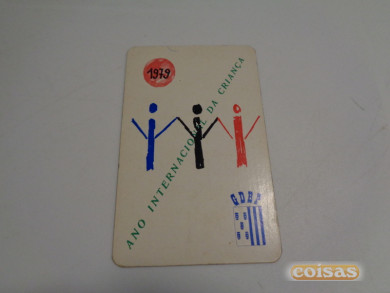 1979
ANO INTERNACIONAL DA CRIANÇA
coisas